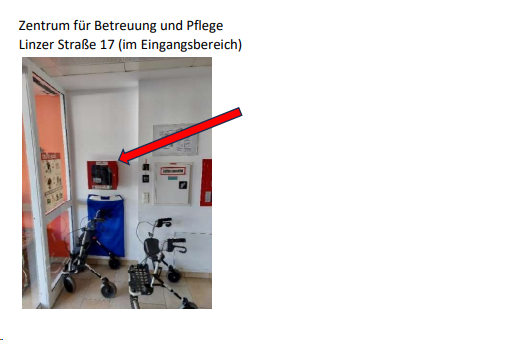 Zentrum für Betreuung und Pflege
Linzer Straße 17 (im Eingangsbereich)